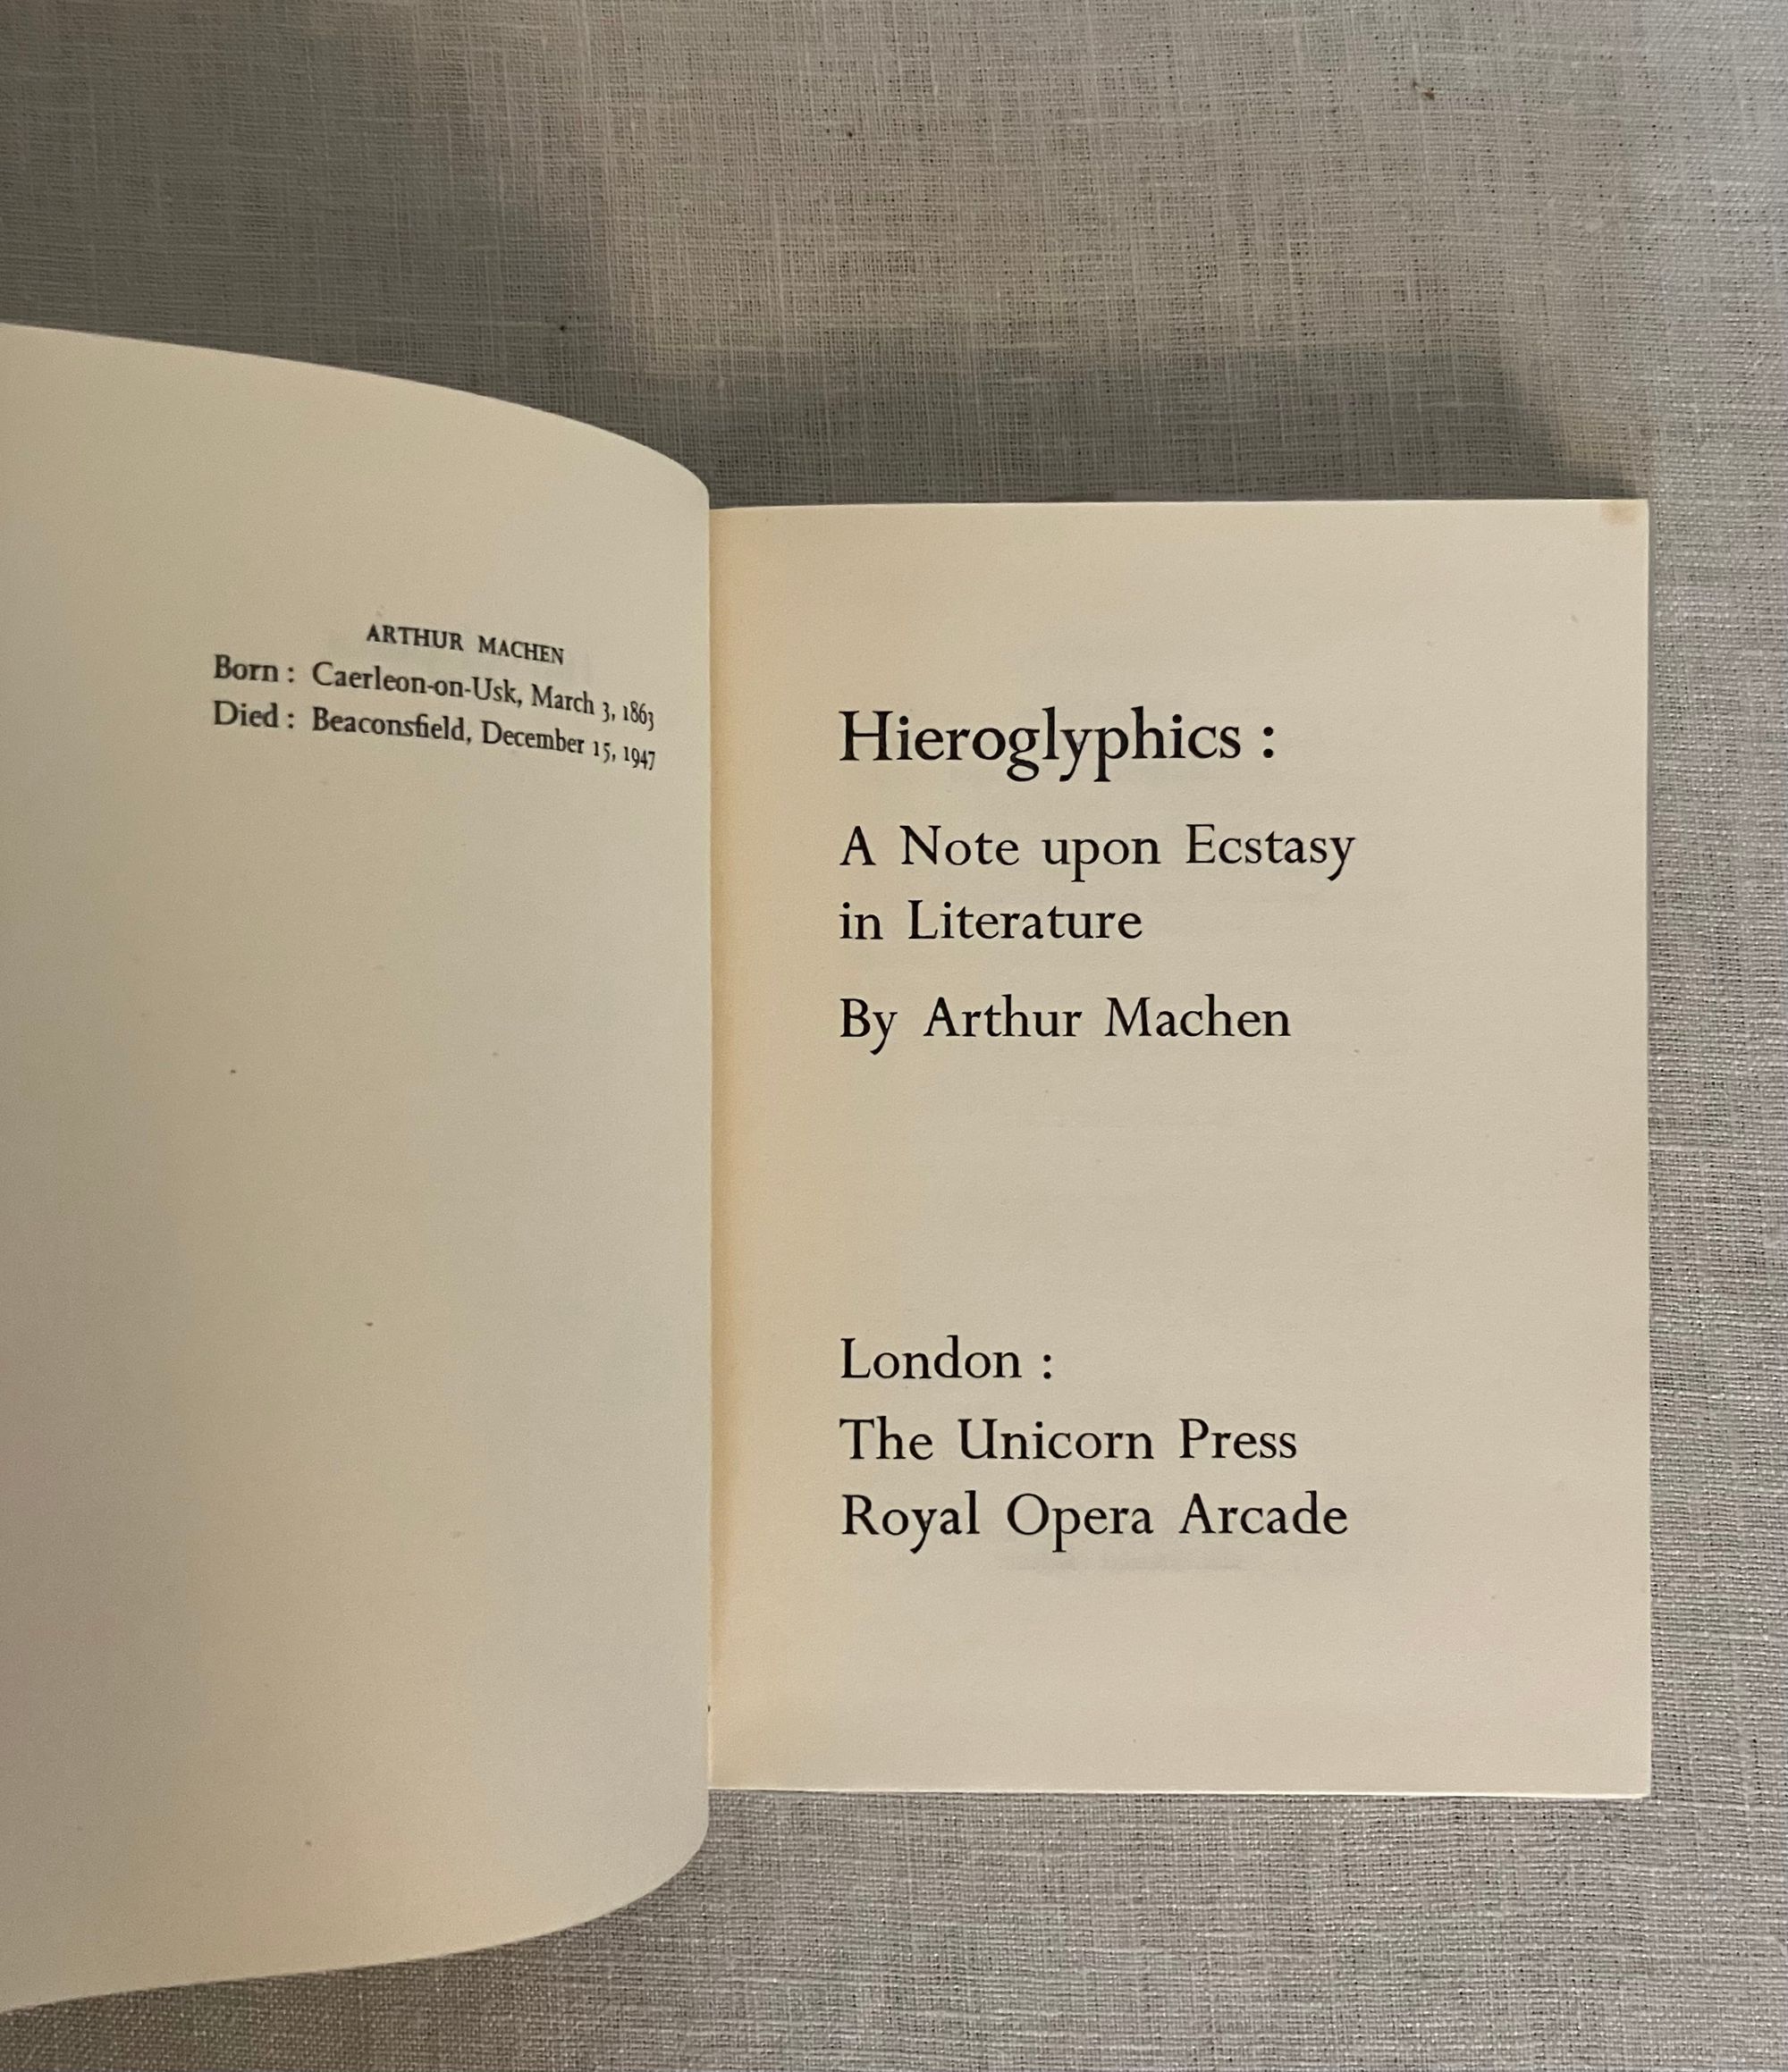 ARTHUR MACHEN
Born : Caerleon-on-Usk, March 3, 1863
Died : Beaconsfield, December 15, 1947
Hieroglyphics :
A Note upon Ecstasy
in Literature
By Arthur Machen
London :
The Unicorn Press
Royal Opera Arcade